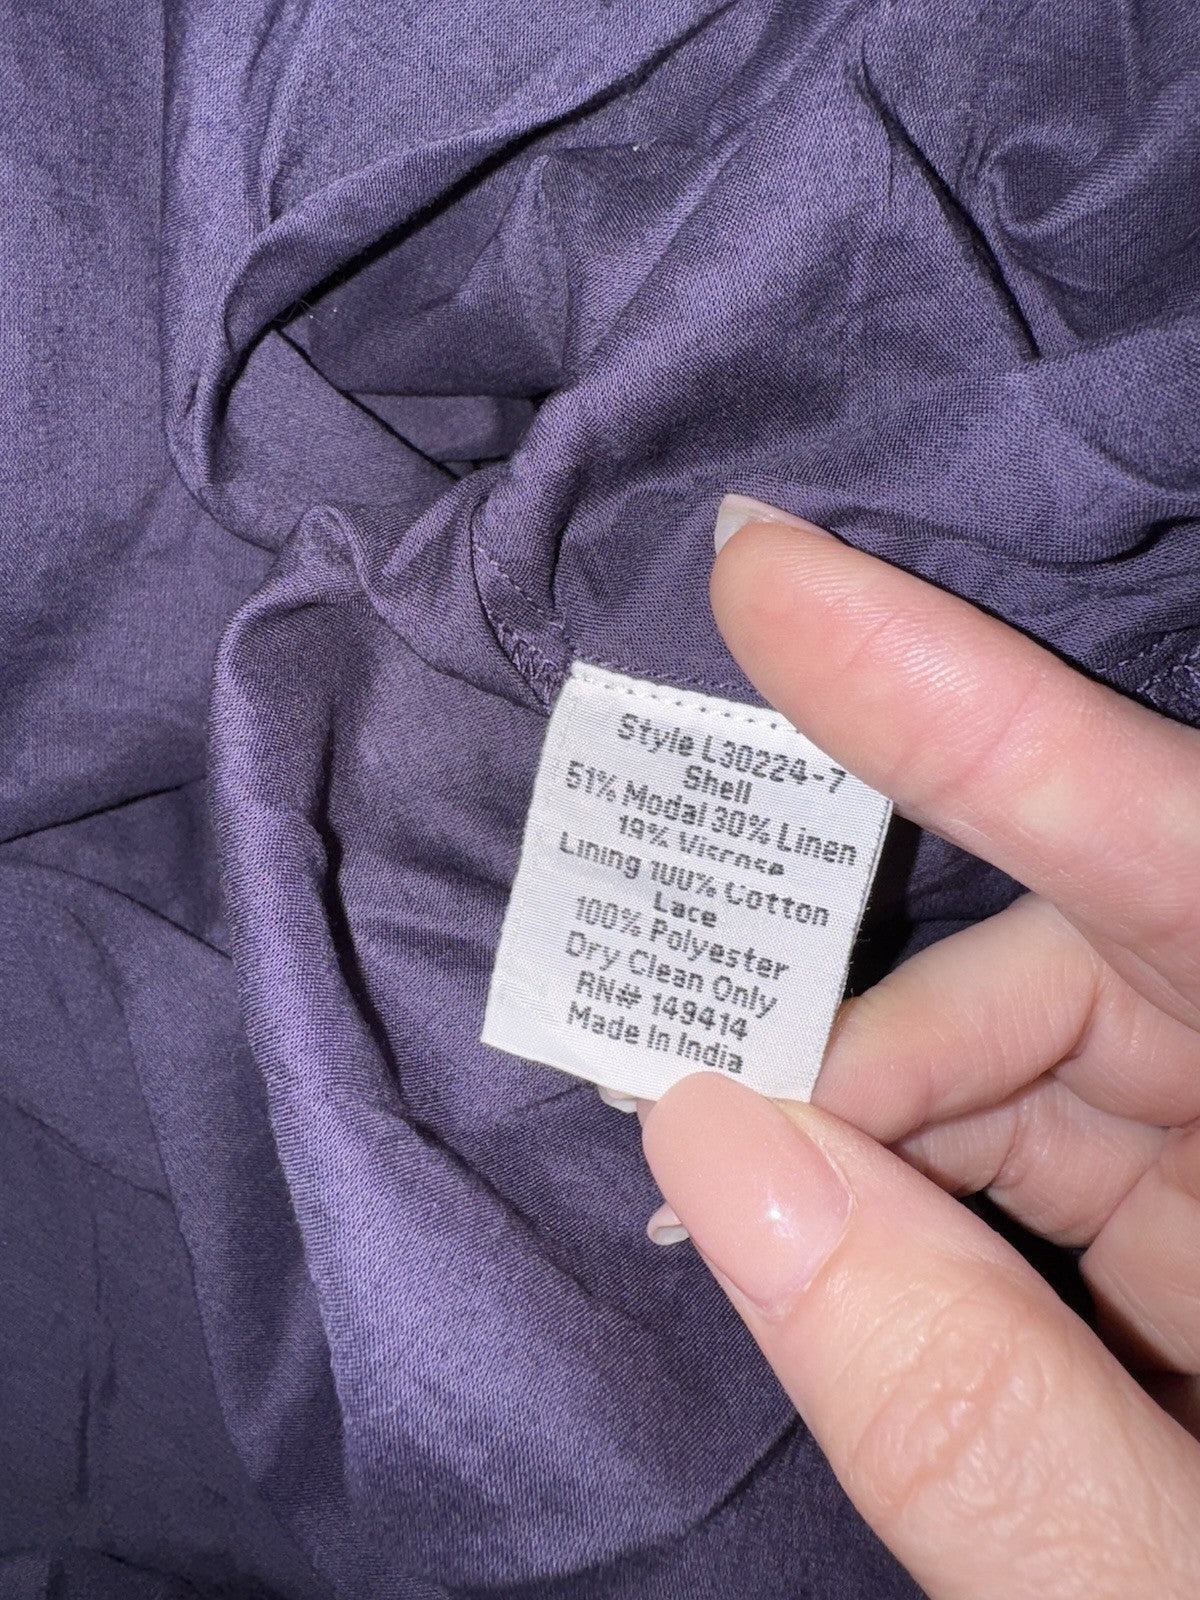 Style L30224-7
Shell
51% Modal 30% Linen
19% Viscose
Lining 100% Cotton
Lace
100% Polyester
Dry Clean Only
RN# 149414
Made In India